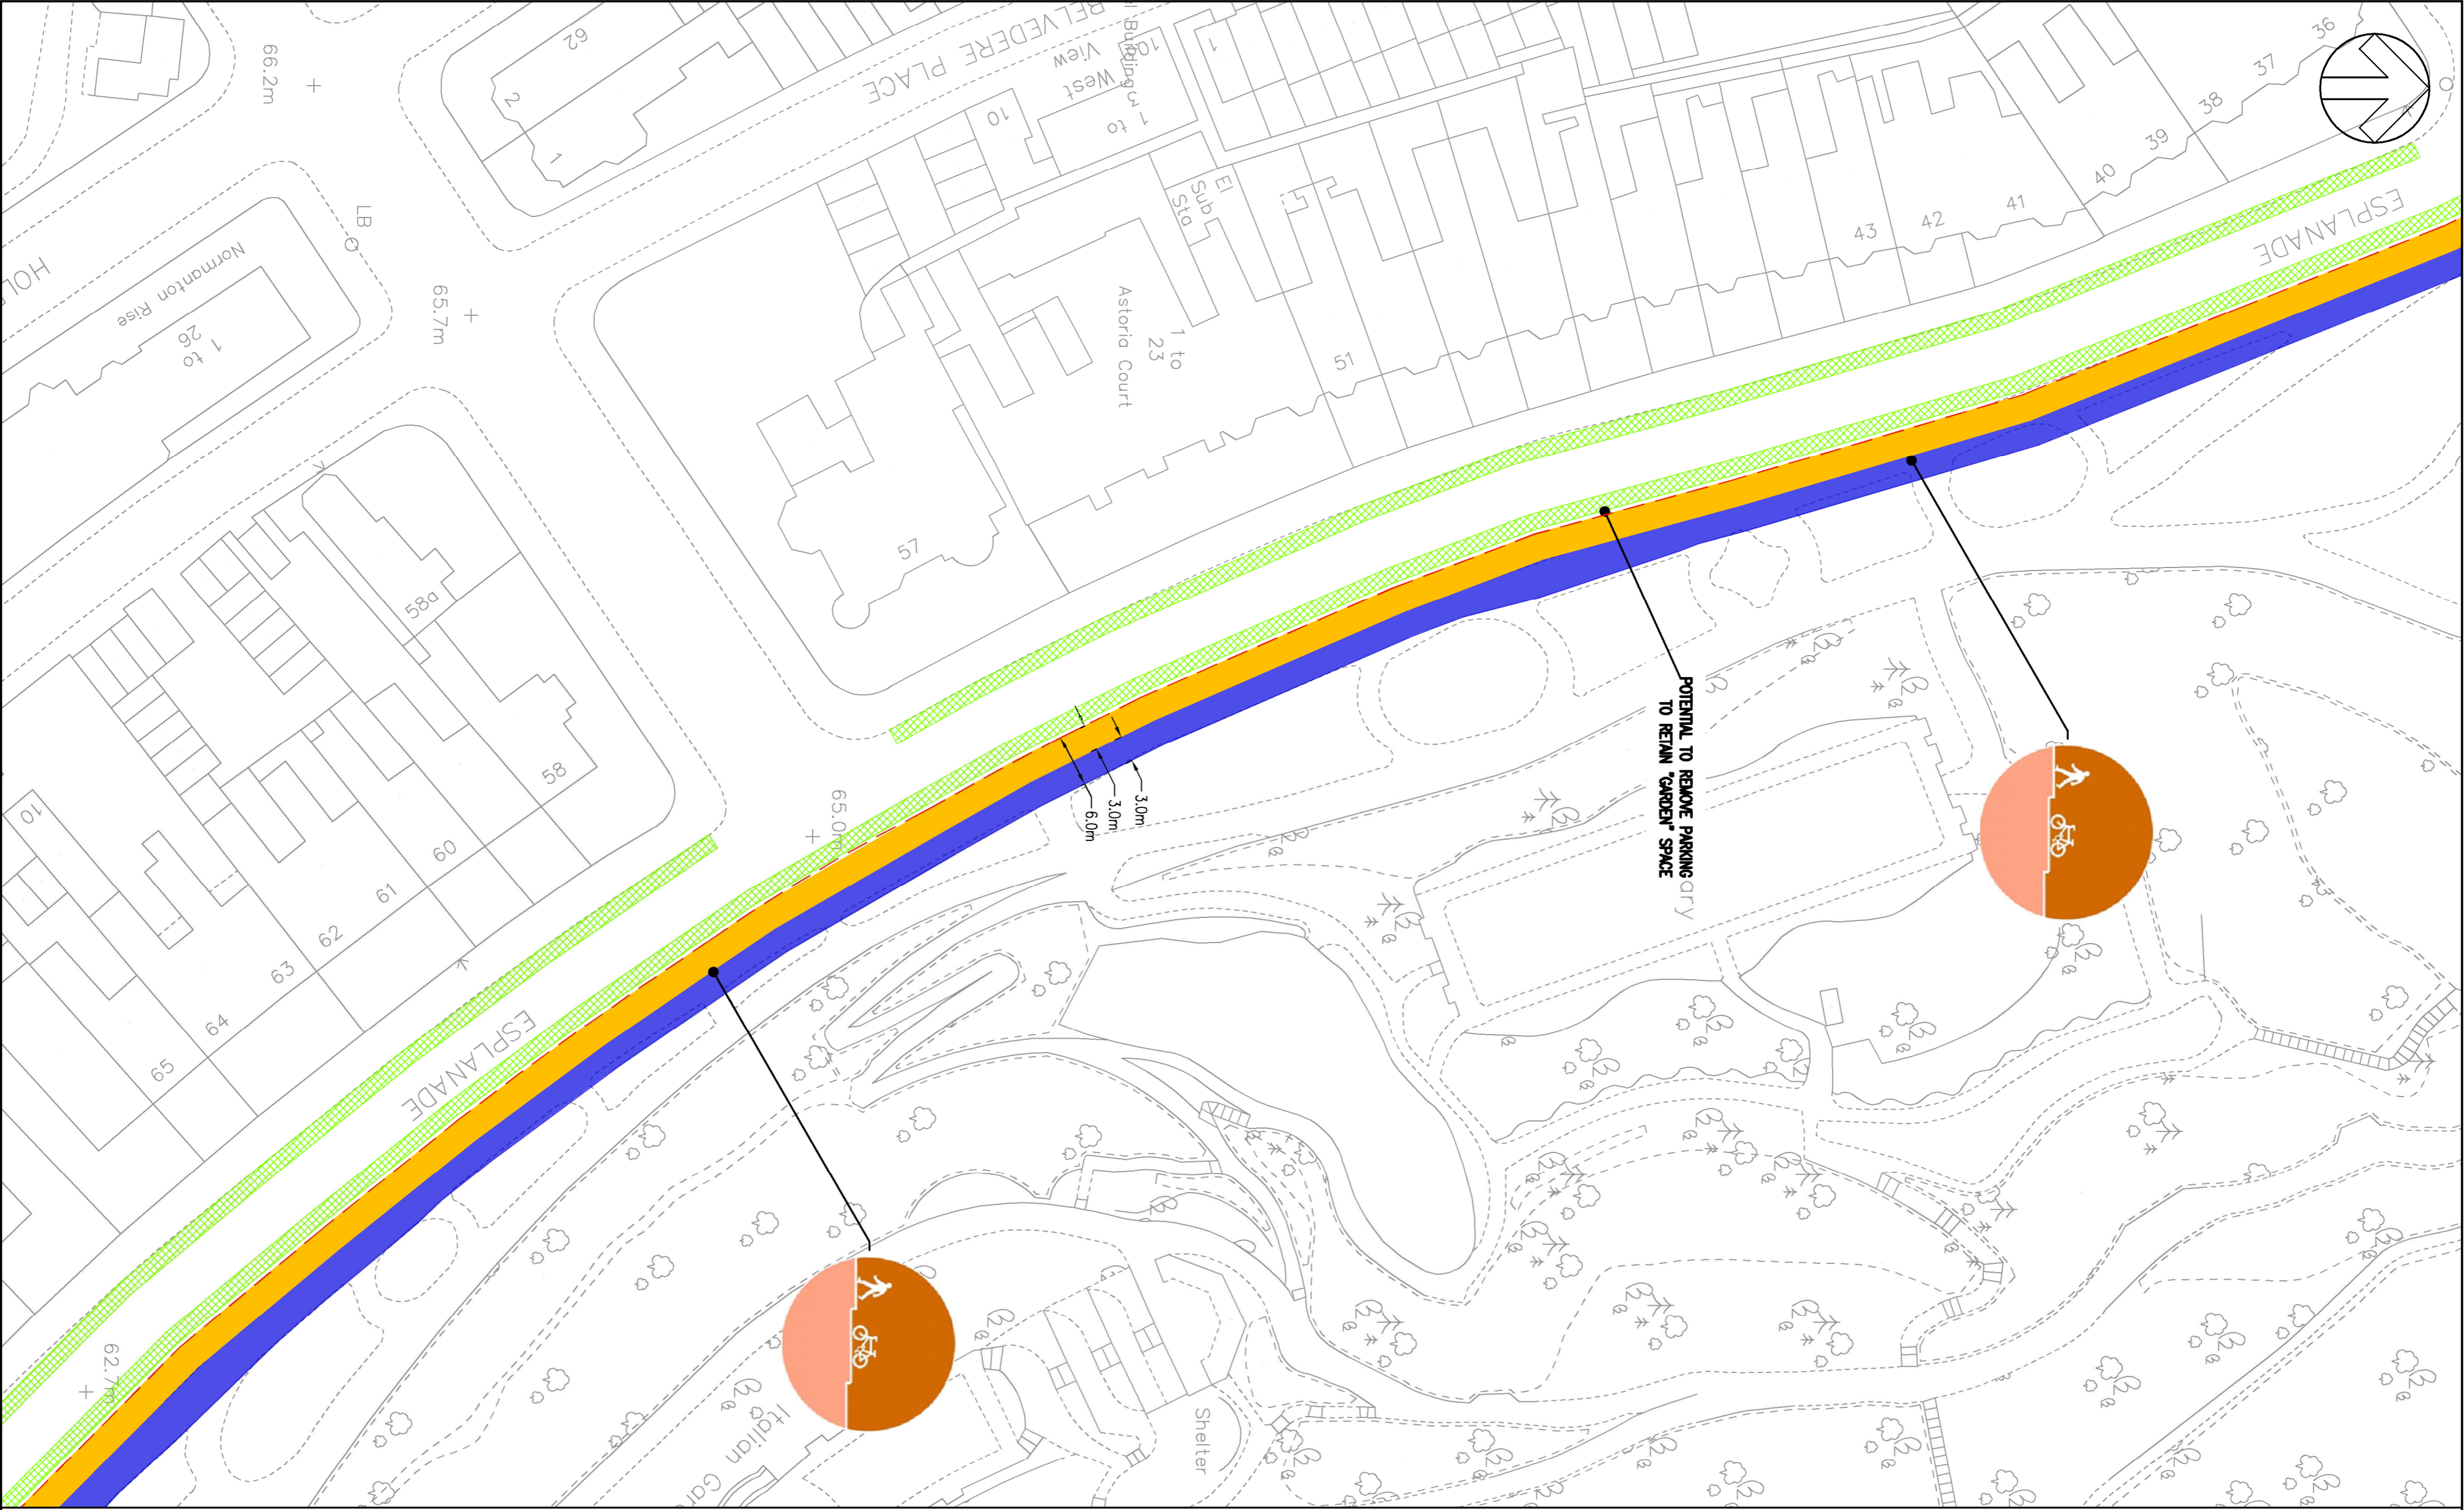 66.2m
62
2
1
BELVEDERE PLACE
West
View
10
1 to
3
10
1
El
Sub
Sta
36
37
38
39
40
41
42
43
ESPLANADE
LB
Normanton Rise
1 to
26
65.7m
1 to
23
Astoria Court
51
57
58a
58
60
61
62
63
64
65
10
65.0m
3.0m
3.0m
6.0m
POTENTIAL TO REMOVE PARKING
TO RETAIN "GARDEN" SPACE
ESPLANADE
62.7m
Italian
Shelter